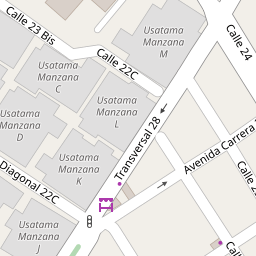 Calle 23 Bis
Usatama
Manzana
M
Calle 24
Usatama
Manzana
C
Calle 22C
Usatama
Manzana
L
Usatama
Manzana
D
Transversal 28
Avenida Carrera
Usatama
Manzana
K
Diagonal 22C
Usatama
Manzana
J